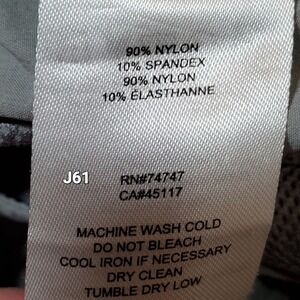 90% NYLON
10% SPANDEX
90% NYLON
10% ÉLASTHANNE
J61
RN#74747
CA#45117
MACHINE WASH COLD
DO NOT BLEACH
COOL IRON IF NECESSARY
DRY CLEAN
TUMBLE DRY LOW